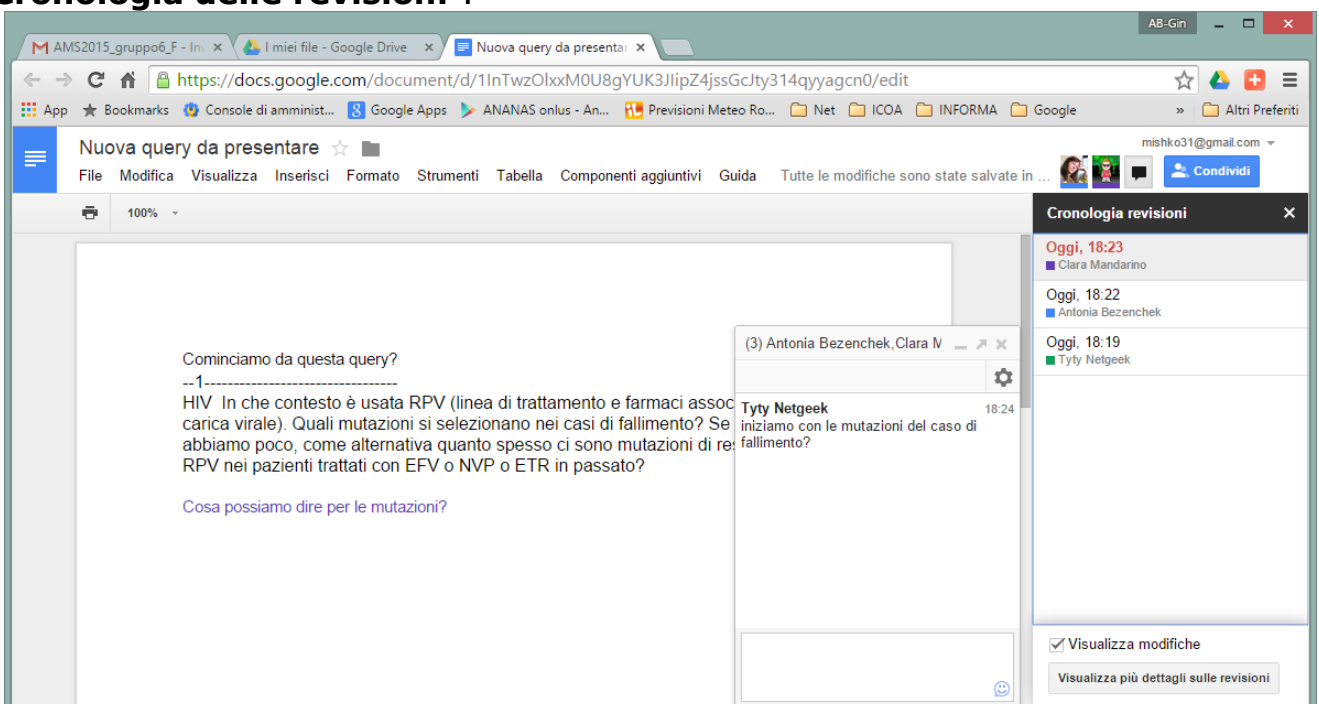 Cronologia delle revisioni
AB-Gin
AMS2015_gruppo6_F - In
I miei file - Google Drive
Nuova query da presenta
https://docs.google.com/document/d/1InTwzOlxxM0U8gYUK3JIipZ4jssGcJty314qyyagcn0/edit
App Bookmarks Console di amminist... Google Apps ANANAS onlus - An... Previsioni Meteo Ro... Net ICOA INFORMA Google » Altri Preferiti
Nuova query da presentare
mishko31@gmail.com
File Modifica Visualizza Inserisci Formato Strumenti Tabella Componenti aggiuntivi Guida Tutte le modifiche sono state salvate in ...
Condividi
100%
Cronologia revisioni
Oggi, 18:23
Clara Mandarino
Oggi, 18:22
Antonia Bezenchek
Oggi, 18:19
Tyty Netgeek
Cominciamo da questa query?
--1---------------------------------
HIV In che contesto è usata RPV (linea di trattamento e farmaci assoc
carica virale). Quali mutazioni si selezionano nei casi di fallimento? Se
abbiamo poco, come alternativa quanto spesso ci sono mutazioni di re
RPV nei pazienti trattati con EFV o NVP o ETR in passato?
Cosa possiamo dire per le mutazioni?
(3) Antonia Bezenchek,Clara M
Tyty Netgeek 18:24
iniziamo con le mutazioni del caso di
fallimento?
Visualizza modifiche
Visualizza più dettagli sulle revisioni